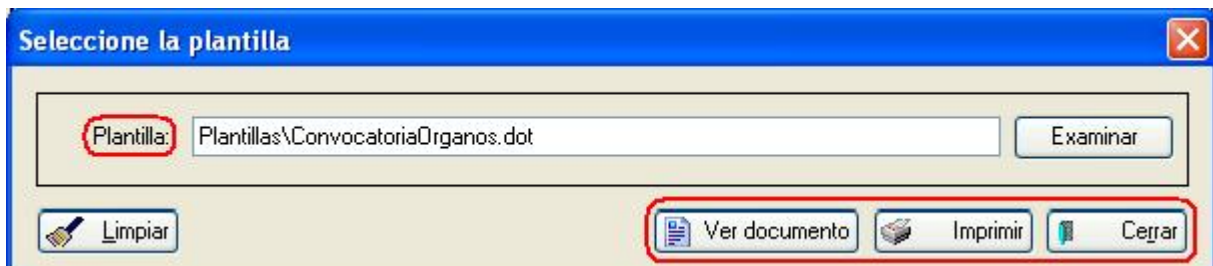 Seleccione la plantilla
Plantilla: Plantillas\ConvocatoriaOrganos.dot Examinar
Limpiar Ver documento Imprimir Cerrar